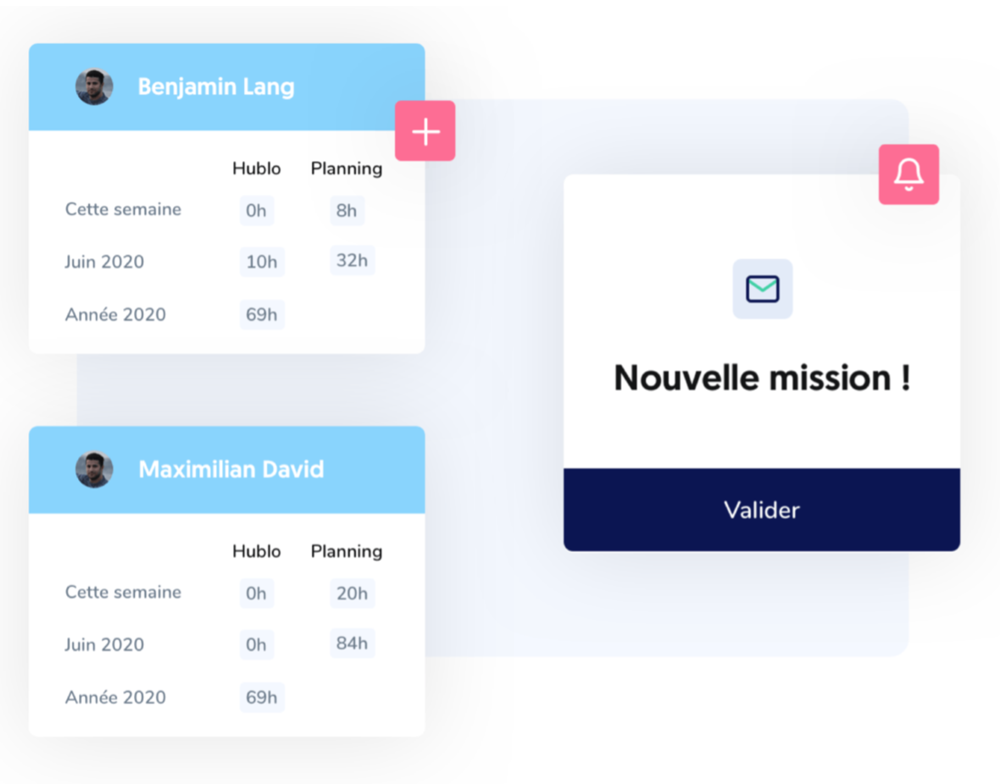 Benjamin Lang
Hublo Planning
Cette semaine 0h 8h
Juin 2020 10h 32h
Année 2020 69h
Nouvelle mission !
Valider
Maximilian David
Hublo Planning
Cette semaine 0h 20h
Juin 2020 0h 84h
Année 2020 69h